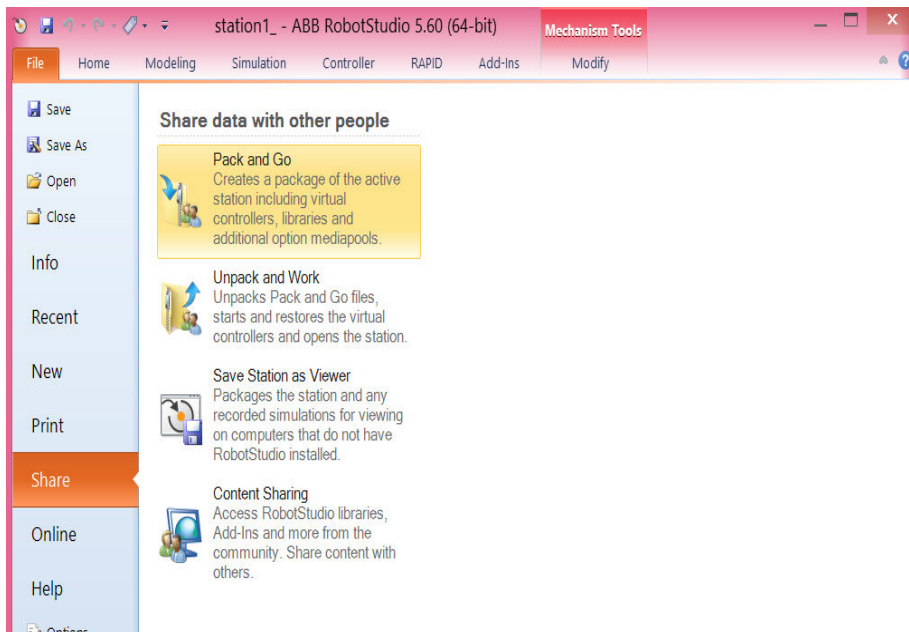 station1_ - ABB RobotStudio 5.60 (64-bit)
Mechanism Tools
File Home Modeling Simulation Controller RAPID Add-Ins Modify
Save
Save As
Open
Close
Info
Recent
New
Print
Share
Online
Help
Options
Share data with other people
Pack and Go
Creates a package of the active
station including virtual
controllers, libraries and
additional option mediapools.
Unpack and Work
Unpacks Pack and Go files,
starts and restores the virtual
controllers and opens the station.
Save Station as Viewer
Packages the station and any
recorded simulations for viewing
on computers that do not have
RobotStudio installed.
Content Sharing
Access RobotStudio libraries,
Add-Ins and more from the
community. Share content with
others.